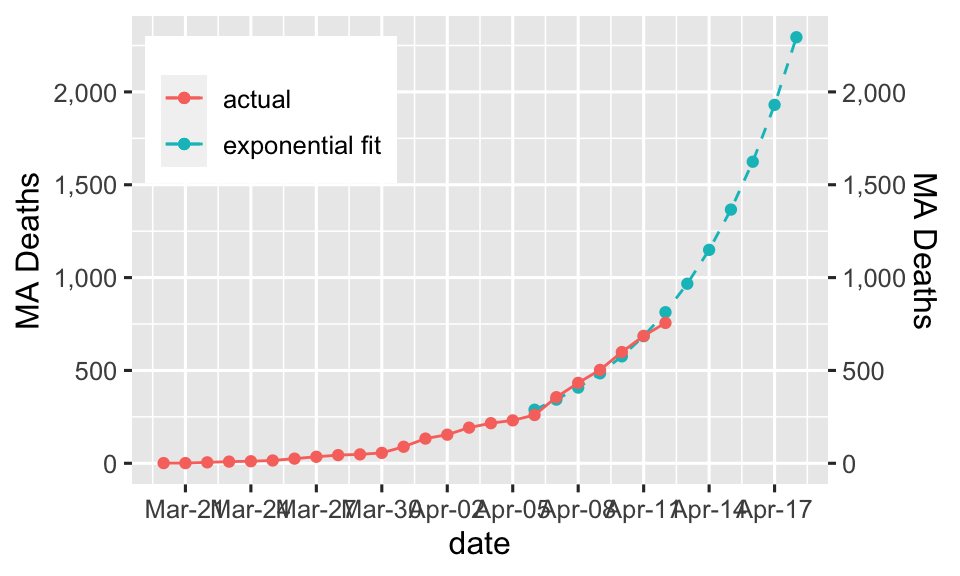 actual
exponential fit
2,000
1,500
1,000
500
0
MA Deaths
2,000
1,500
1,000
500
0
MA Deaths
Mar-21 Mar-24 Mar-27 Mar-30 Apr-02 Apr-05 Apr-08 Apr-11 Apr-14 Apr-17
date